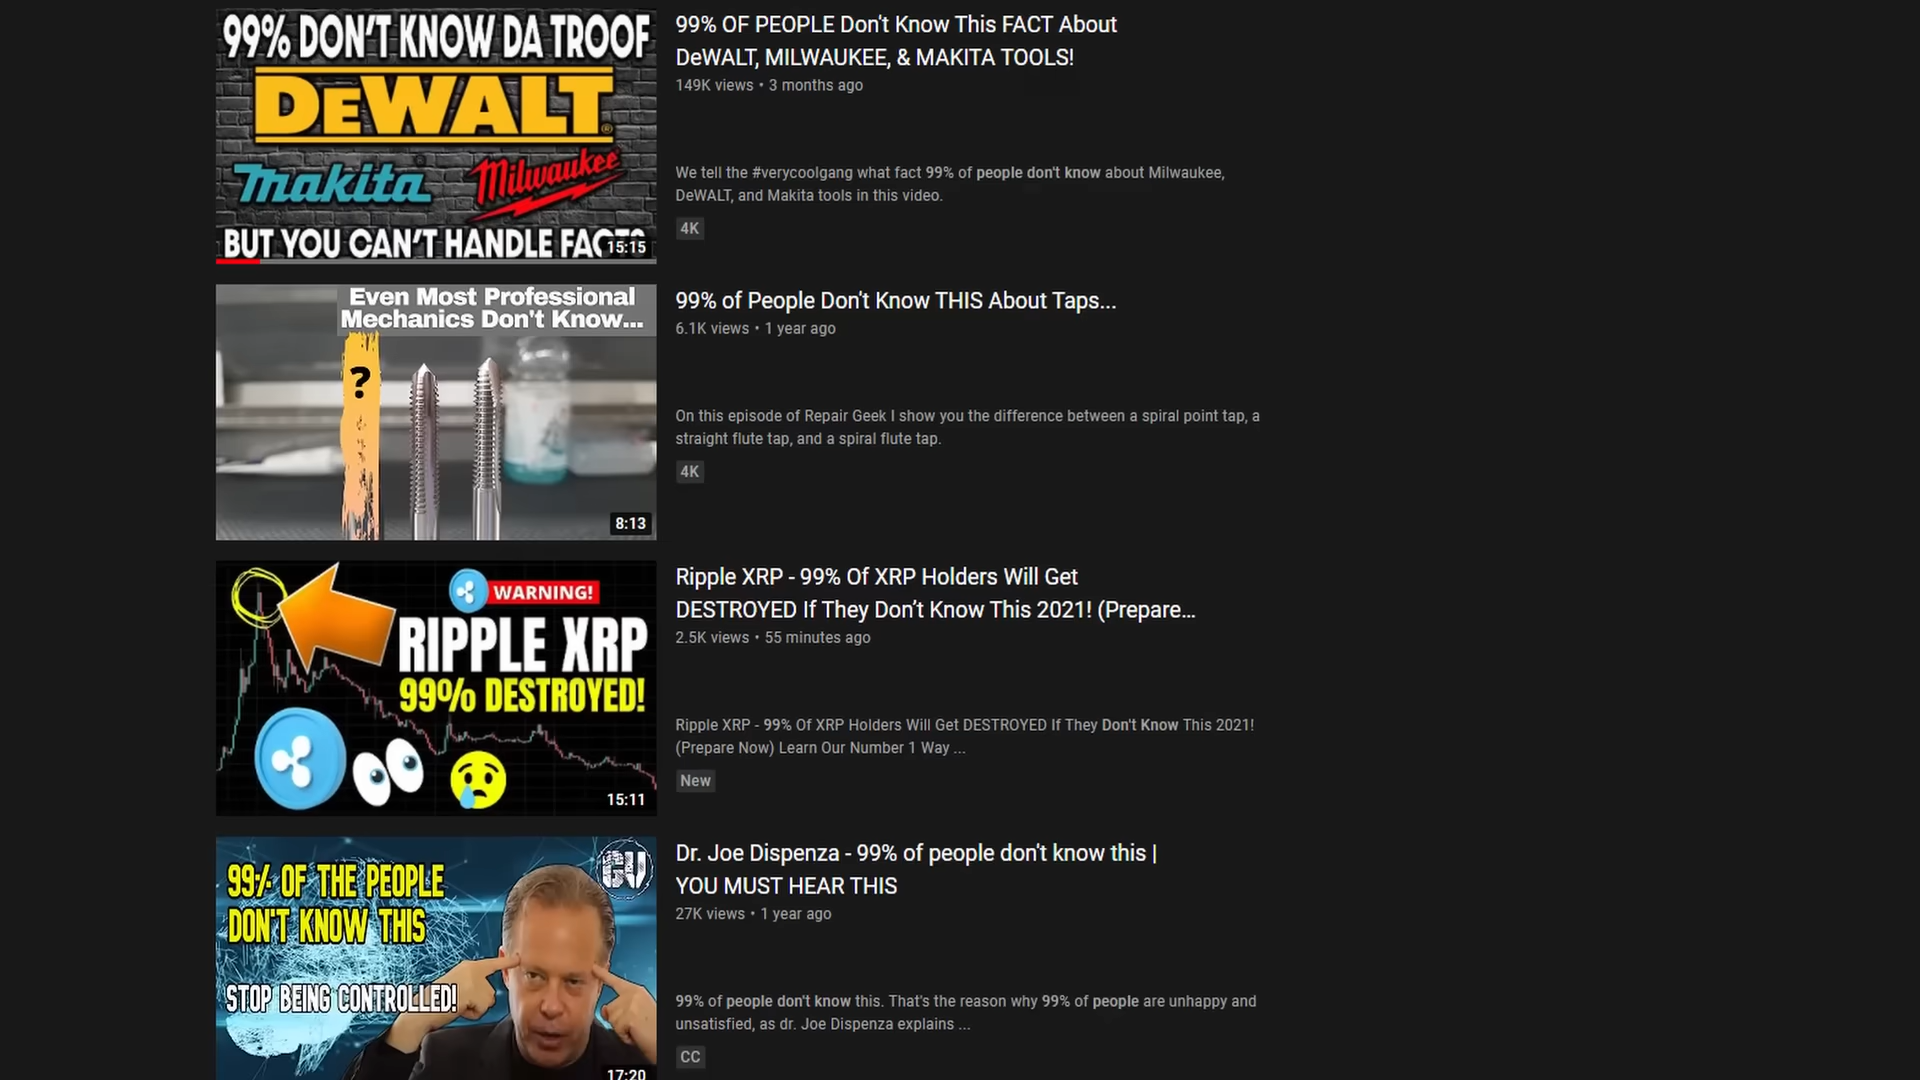 99% DON'T KNOW DA TROOF
DEWALT®
makita®
Milwaukee
BUT YOU CAN'T HANDLE FACTS
15:15
99% OF PEOPLE Don't Know This FACT About
DeWALT, MILWAUKEE, & MAKITA TOOLS!
149K views • 3 months ago
We tell the #verycoolgang what fact 99% of people don't know about Milwaukee,
DeWALT, and Makita tools in this video.
4K
Even Most Professional
Mechanics Don't Know...
?
8:13
99% of People Don't Know THIS About Taps...
6.1K views • 1 year ago
On this episode of Repair Geek I show you the difference between a spiral point tap, a
straight flute tap, and a spiral flute tap.
4K
WARNING!
RIPPLE XRP
99% DESTROYED!
15:11
Ripple XRP - 99% Of XRP Holders Will Get
DESTROYED If They Don’t Know This 2021! (Prepare...
2.5K views • 55 minutes ago
Ripple XRP - 99% Of XRP Holders Will Get DESTROYED If They Don't Know This 2021!
(Prepare Now) Learn Our Number 1 Way ...
New
99% OF THE PEOPLE
DON'T KNOW THIS
STOP BEING CONTROLLED!
17:20
Dr. Joe Dispenza - 99% of people don't know this |
YOU MUST HEAR THIS
27K views • 1 year ago
99% of people don't know this. That's the reason why 99% of people are unhappy and
unsatisfied, as dr. Joe Dispenza explains ...
CC